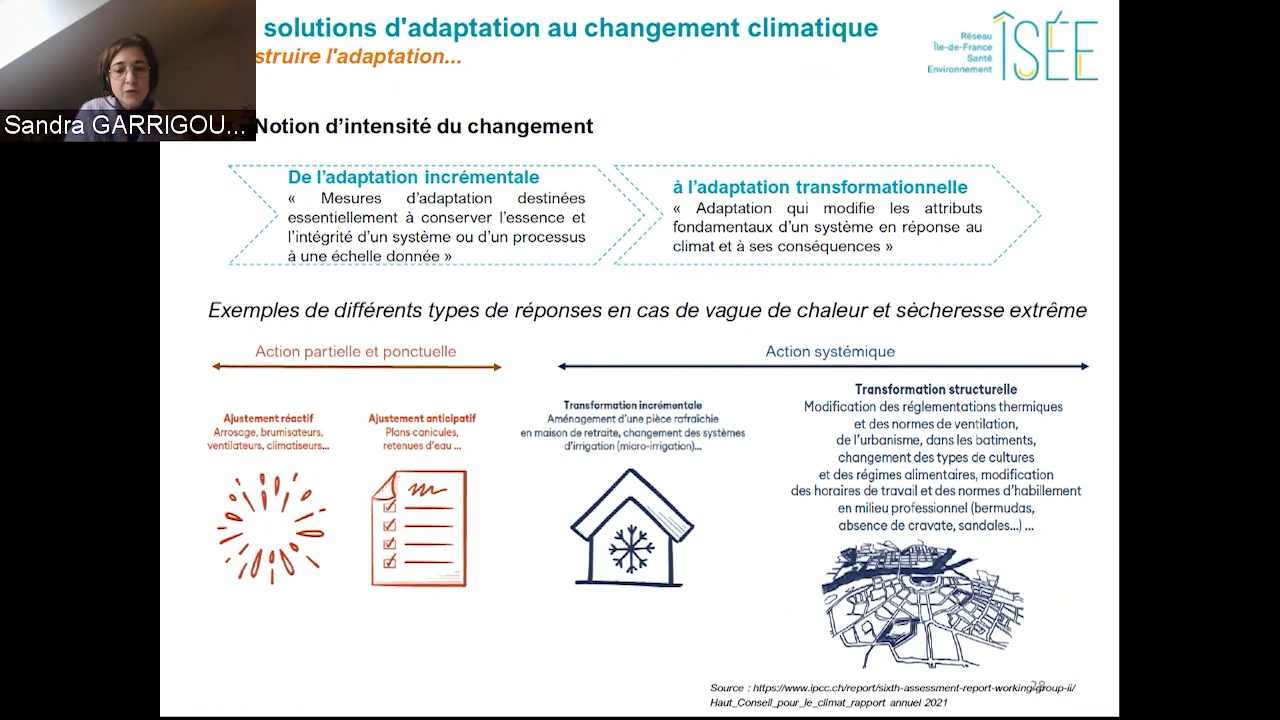 solutions d'adaptation au changement climatique
struire l'adaptation...
Réseau
Île-de-France
Santé
Environnement
ÎSÉE
Sandra GARRIGOU...
Notion d'intensité du changement
De l'adaptation incrémentale
« Mesures d'adaptation destinées
essentiellement à conserver l'essence et
l'intégrité d'un système ou d'un processus
à une échelle donnée »
à l'adaptation transformationnelle
« Adaptation qui modifie les attributs
fondamentaux d'un système en réponse au
climat et à ses conséquences »
Exemples de différents types de réponses en cas de vague de chaleur et sècheresse extrême
Action partielle et ponctuelle
Action systémique
Ajustement réactif
Arrosage, brumisateurs,
ventilateurs, climatiseurs...
Ajustement anticipatif
Plans canicules,
retenues d'eau ...
Transformation incrémentale
Aménagement d'une pièce rafraîchie
en maison de retraite, changement des systèmes
d'irrigation (micro-irrigation)...
Transformation structurelle
Modification des réglementations thermiques
et des normes de ventilation,
de l'urbanisme, dans les batiments,
changement des types de cultures
et des régimes alimentaires, modification
des horaires de travail et des normes d'habillement
en milieu professionnel (bermudas,
absence de cravate, sandales...) ...
Source : https://www.ipcc.ch/report/sixth-assessment-report-working-group-ii/
Haut_Conseil_pour_le_climat_rapport annuel 2021
28